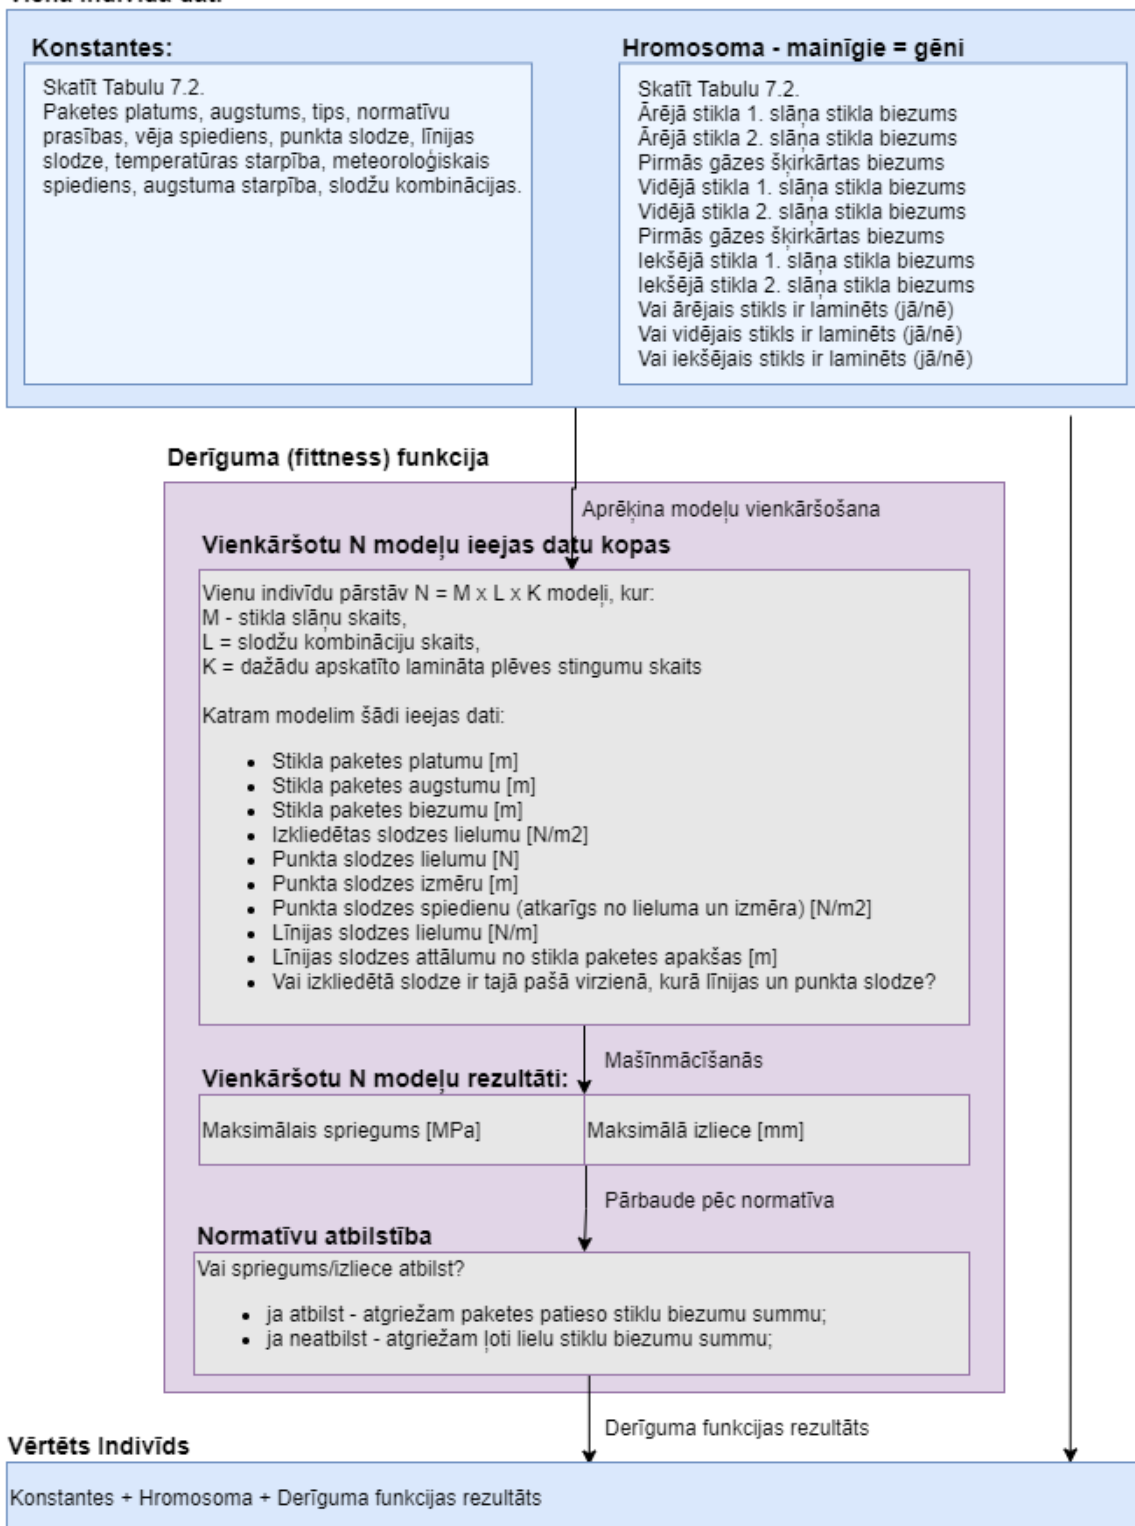 Konstantes:
Skatīt Tabulu 7.2.
Paketes platums, augstums, tips, normatīvu
prasības, vēja spiediens, punkta slodze, līnijas
slodze, temperatūras starpība, meteoroloģiskais
spiediens, augstuma starpība, slodžu kombinācijas.
Hromosoma - mainīgie = gēni
Skatīt Tabulu 7.2.
Ārējā stikla 1. slāņa stikla biezums
Ārējā stikla 2. slāņa stikla biezums
Pirmās gāzes šķirkārtas biezums
Vidējā stikla 1. slāņa stikla biezums
Vidējā stikla 2. slāņa stikla biezums
Pirmās gāzes šķirkārtas biezums
Iekšējā stikla 1. slāņa stikla biezums
Iekšējā stikla 2. slāņa stikla biezums
Vai ārējais stikls ir laminēts (jā/nē)
Vai vidējais stikls ir laminēts (jā/nē)
Vai iekšējais stikls ir laminēts (jā/nē)
Derīguma (fittness) funkcija
Aprēķina modeļu vienkāršošana
Vienkāršotu N modeļu ieejas datu kopas
Vienu indivīdu pārstāv N = M x L x K modeļi, kur:
M - stikla slāņu skaits,
L = slodžu kombināciju skaits,
K = dažādu apskatīto lamināta plēves stingumu skaits
Katram modelim šādi ieejas dati:
• Stikla paketes platumu [m]
• Stikla paketes augstumu [m]
• Stikla paketes biezumu [m]
• Izkliedētas slodzes lielumu [N/m2]
• Punkta slodzes lielumu [N]
• Punkta slodzes izmēru [m]
• Punkta slodzes spiedienu (atkarīgs no lieluma un izmēra) [N/m2]
• Līnijas slodzes lielumu [N/m]
• Līnijas slodzes attālumu no stikla paketes apakšas [m]
• Vai izkliedētā slodze ir tajā pašā virzienā, kurā līnijas un punkta slodze?
Mašīnmācīšanās
Vienkāršotu N modeļu rezultāti:
Maksimālais spriegums [MPa]
Maksimālā izliece [mm]
Pārbaude pēc normatīva
Normatīvu atbilstība
Vai spriegums/izliece atbilst?
• ja atbilst - atgriežam paketes patieso stiklu biezumu summu;
• ja neatbilst - atgriežam ļoti lielu stiklu biezumu summu;
Derīguma funkcijas rezultāts
Vērtēts Indivīds
Konstantes + Hromosoma + Derīguma funkcijas rezultāts